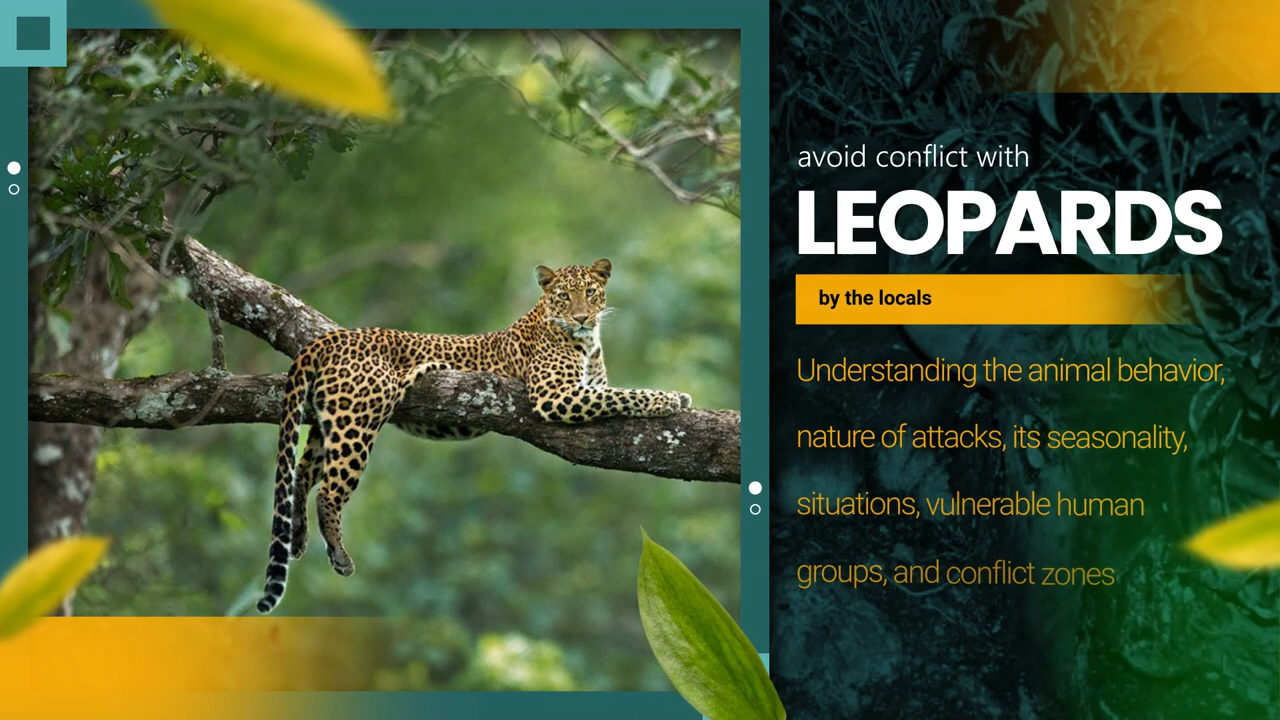 avoid conflict with
LEOPARDS
by the locals
Understanding the animal behavior,
nature of attacks, its seasonality,
situations, vulnerable human
groups, and conflict zones